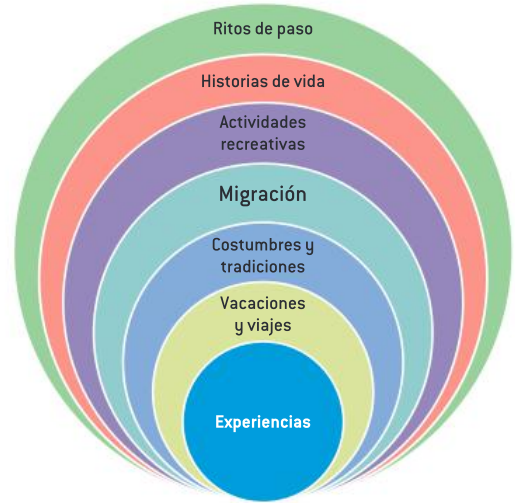 Ritos de paso
Historias de vida
Actividades
recreativas
Migración
Costumbres y
tradiciones
Vacaciones
y viajes
Experiencias